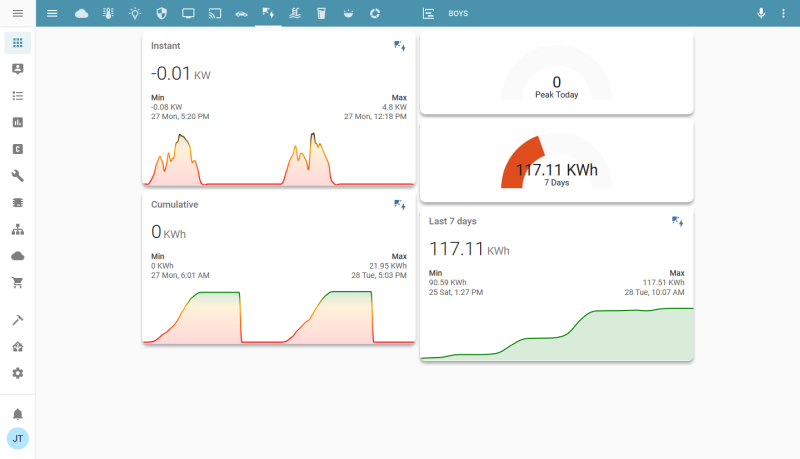 BOYS
Instant
-0.01 KW
Min Max
-0.08 KW 4.8 KW
27 Mon, 5:20 PM 27 Mon, 12:18 PM
Cumulative
0 KWh
Min Max
0 KWh 21.95 KWh
27 Mon, 6:01 AM 28 Tue, 5:03 PM
0
Peak Today
117.11 KWh
7 Days
Last 7 days
117.11 KWh
Min Max
90.59 KWh 117.51 KWh
25 Sat, 1:27 PM 28 Tue, 10:07 AM
C
JT